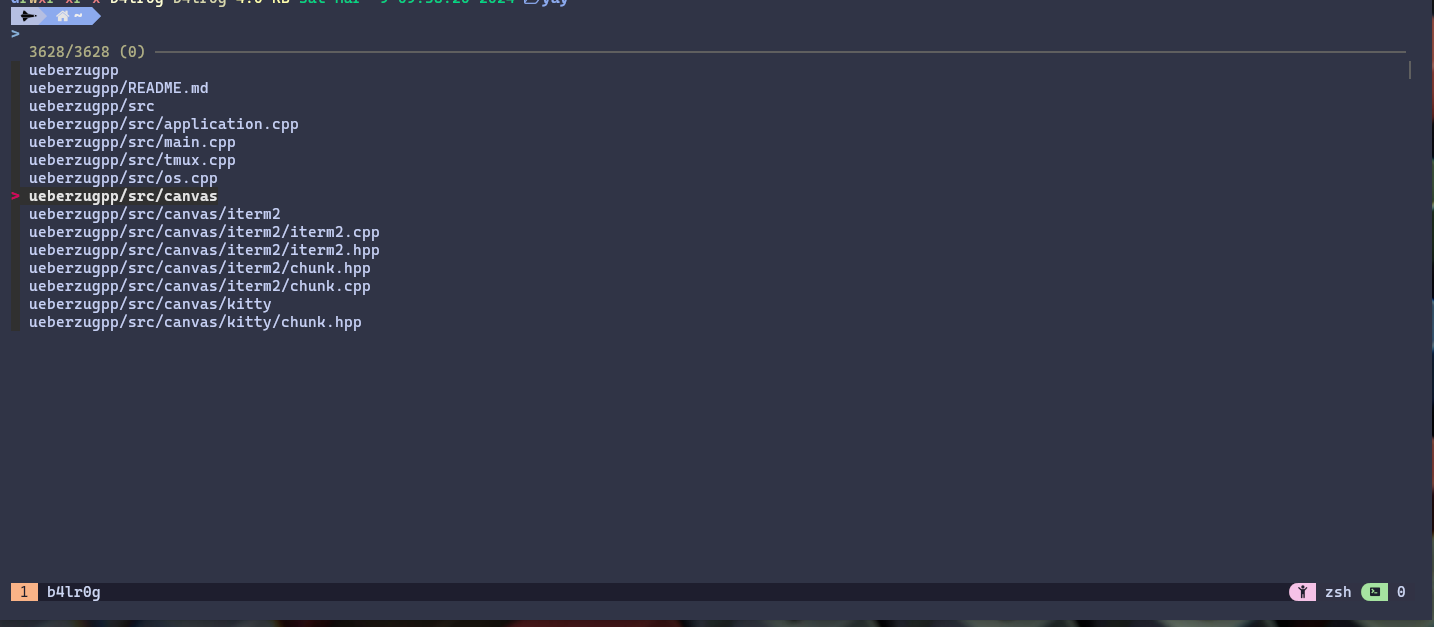 drwxr-xr-x b4lr0g b4lr0g 4.0 KB Sat Mar 9 09:58:20 2024 yay
~
>
3628/3628 (0)
ueberzugpp
ueberzugpp/README.md
ueberzugpp/src
ueberzugpp/src/application.cpp
ueberzugpp/src/main.cpp
ueberzugpp/src/tmux.cpp
ueberzugpp/src/os.cpp
> ueberzugpp/src/canvas
ueberzugpp/src/canvas/iterm2
ueberzugpp/src/canvas/iterm2/iterm2.cpp
ueberzugpp/src/canvas/iterm2/iterm2.hpp
ueberzugpp/src/canvas/iterm2/chunk.hpp
ueberzugpp/src/canvas/iterm2/chunk.cpp
ueberzugpp/src/canvas/kitty
ueberzugpp/src/canvas/kitty/chunk.hpp
1 b4lr0g zsh 0